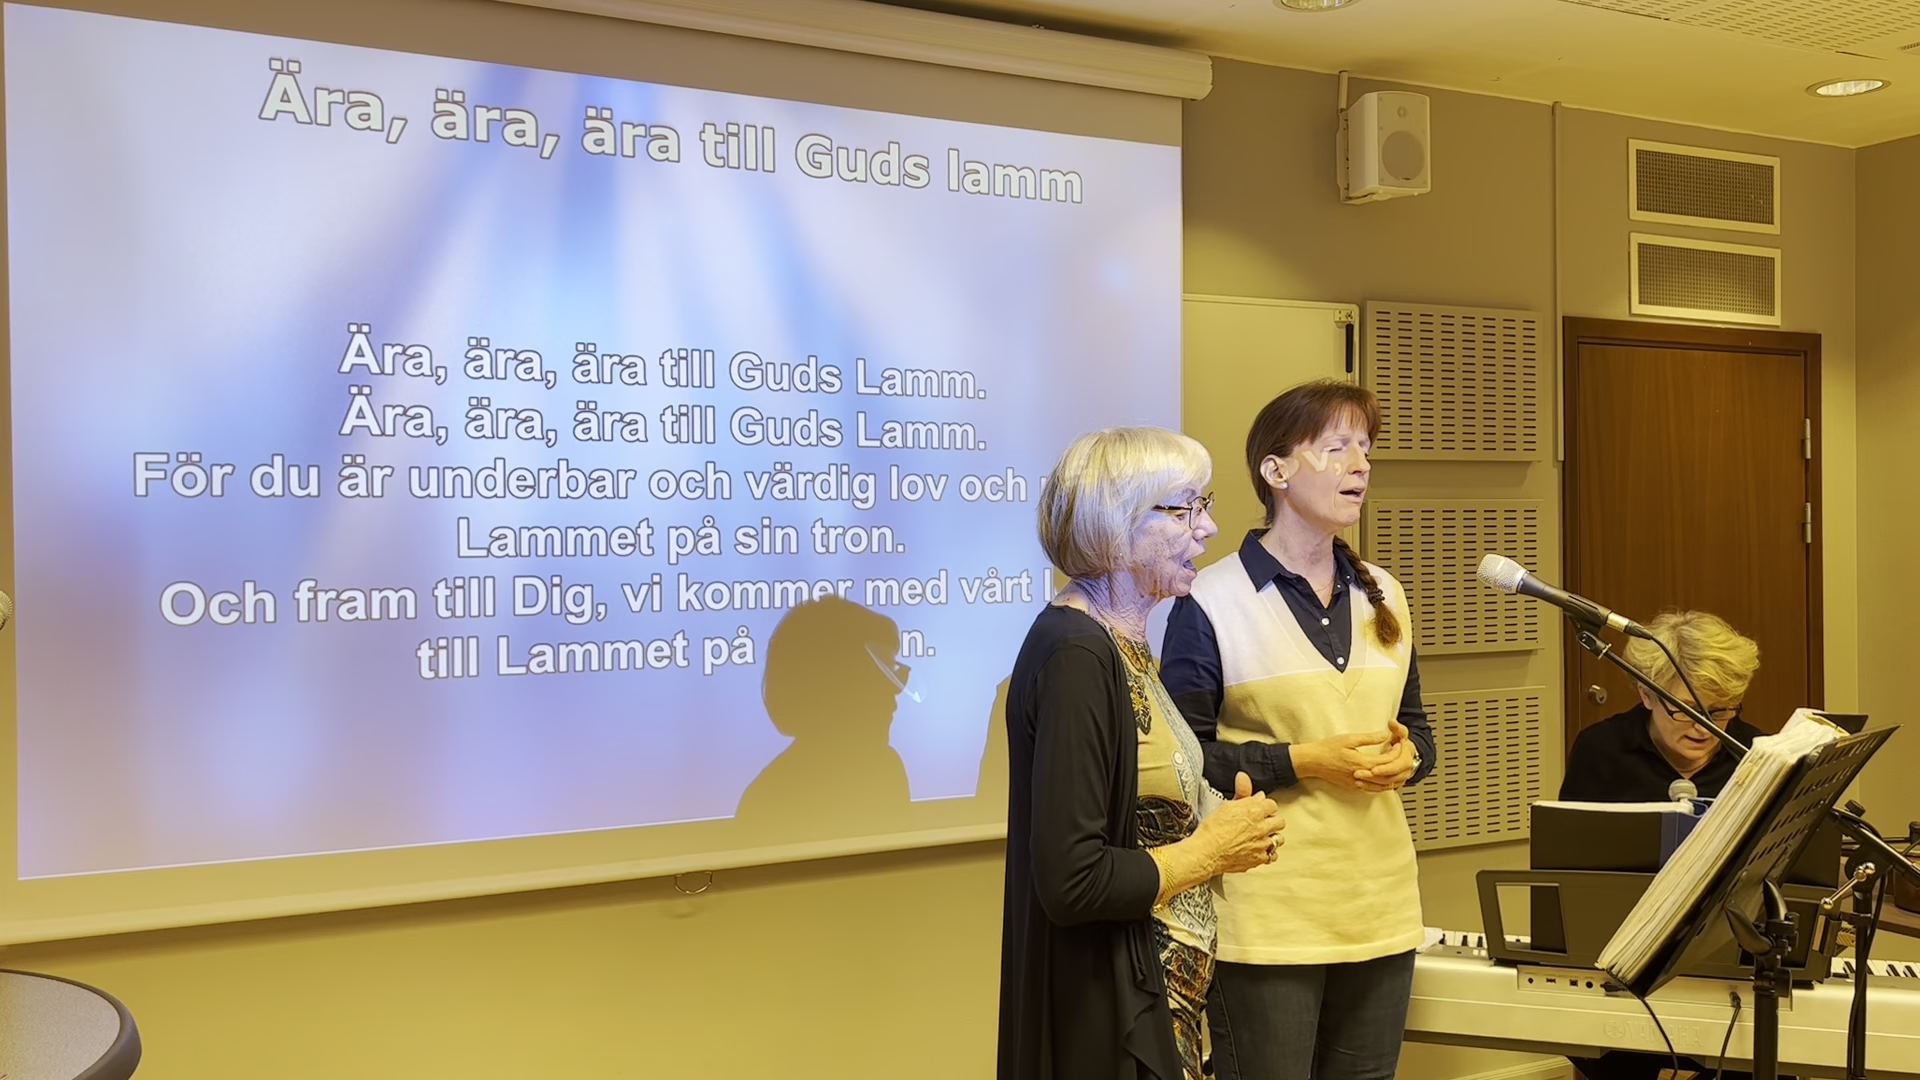 Ära, ära, ära till Guds lamm
Ära, ära, ära till Guds Lamm.
Ära, ära, ära till Guds Lamm.
För du är underbar och värdig lov och
Lammet på sin tron.
Och fram till Dig, vi kommer med vårt
till Lammet på
YAMAHA